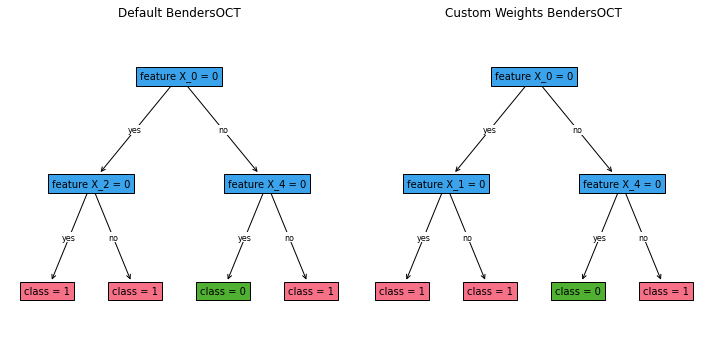 Default BendersOCT
feature X_0 = 0
yes
no
feature X_2 = 0
feature X_4 = 0
yes
no
yes
no
class = 1
class = 1
class = 0
class = 1
Custom Weights BendersOCT
feature X_0 = 0
yes
no
feature X_1 = 0
feature X_4 = 0
yes
no
yes
no
class = 1
class = 1
class = 0
class = 1